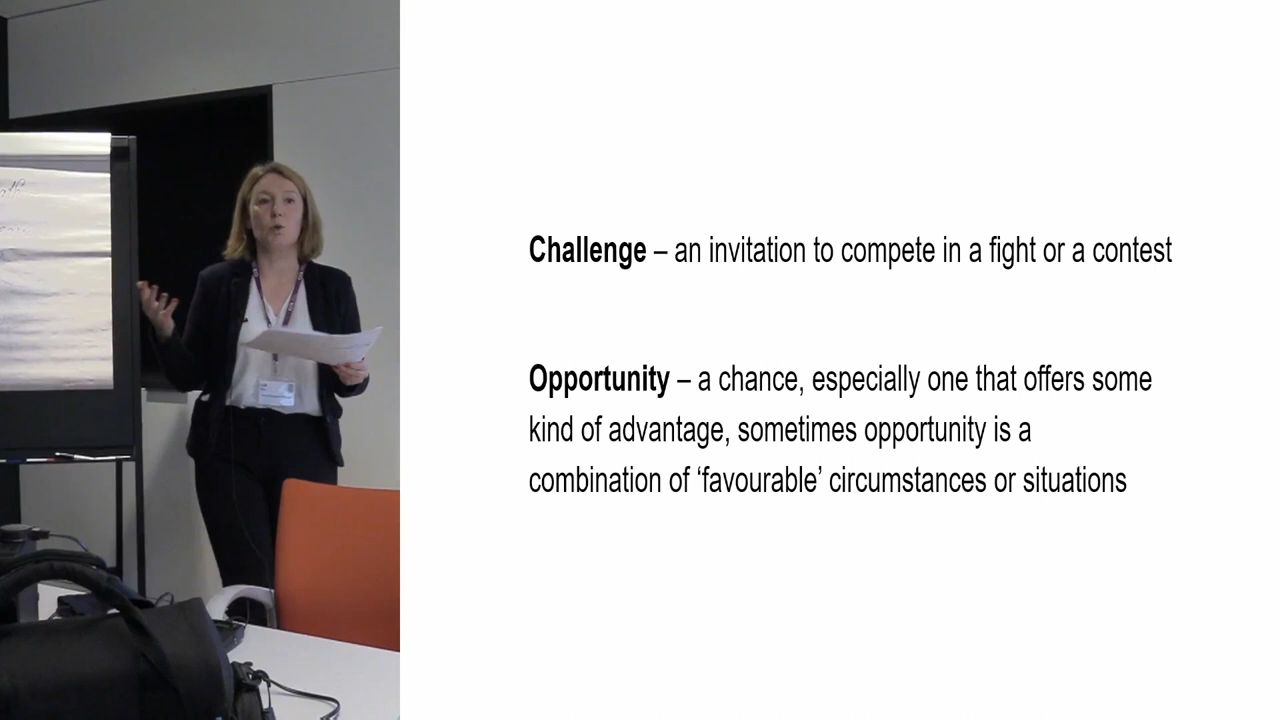 Challenge – an invitation to compete in a fight or a contest
Opportunity – a chance, especially one that offers some
kind of advantage, sometimes opportunity is a
combination of ‘favourable’ circumstances or situations